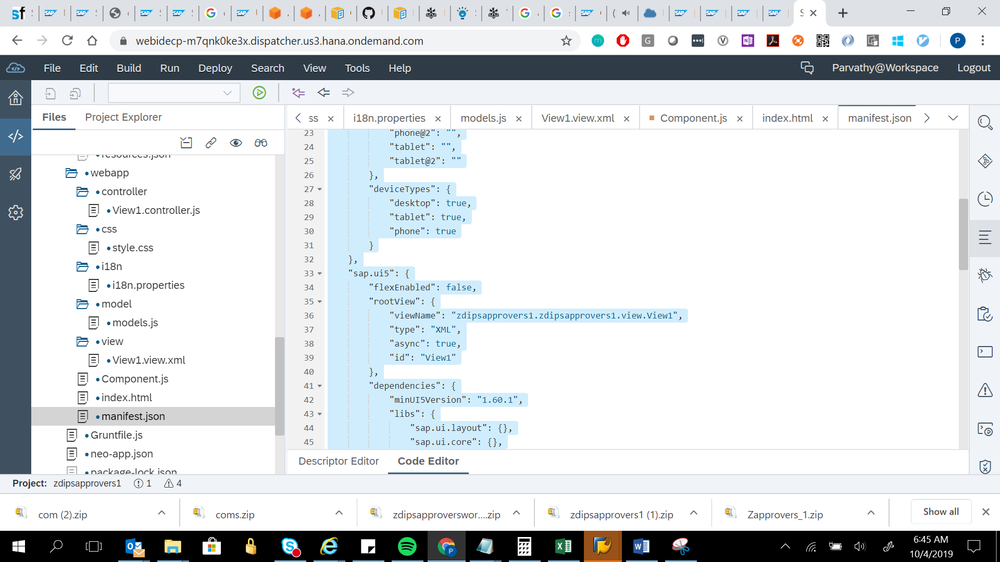 webidecp-m7qnk0ke3x.dispatcher.us3.hana.ondemand.com
File Edit Build Run Deploy Search View Tools Help
Parvathy@Workspace Logout
Files Project Explorer
ss i18n.properties models.js View1.view.xml Component.js index.html manifest.json
resources.json
webapp
controller
View1.controller.js
css
style.css
i18n
i18n.properties
model
models.js
view
View1.view.xml
Component.js
index.html
manifest.json
Gruntfile.js
neo-app.json
package-lock.json
23 "phone@2": "",
24 "tablet": "",
25 "tablet@2": ""
26 },
27 "deviceTypes": {
28 "desktop": true,
29 "tablet": true,
30 "phone": true
31 }
32 },
33 "sap.ui5": {
34 "flexEnabled": false,
35 "rootView": {
36 "viewName": "zdipsapprovers1.zdipsapprovers1.view.View1",
37 "type": "XML",
38 "async": true,
39 "id": "View1"
40 },
41 "dependencies": {
42 "minUI5Version": "1.60.1",
43 "libs": {
44 "sap.ui.layout": {},
45 "sap.ui.core": {},
Descriptor Editor Code Editor
Project: zdipsapprovers1 1 4
com (2).zip coms.zip zdipsapproverswor....zip zdipsapprovers1 (1).zip Zapprovers_1.zip Show all
6:45 AM
10/4/2019